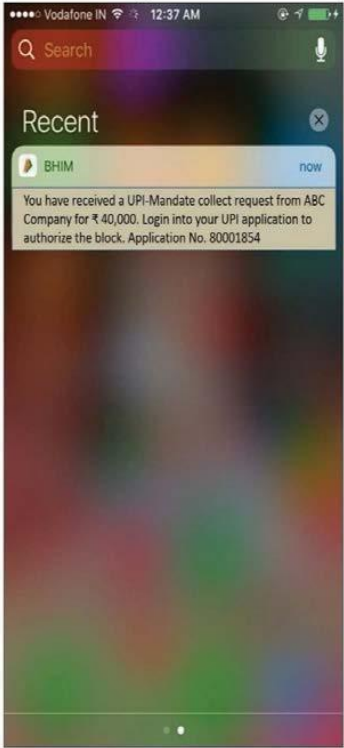 Vodafone IN 12:37 AM
Search
Recent
BHIM now
You have received a UPI-Mandate collect request from ABC
Company for ₹ 40,000. Login into your UPI application to
authorize the block. Application No. 80001854